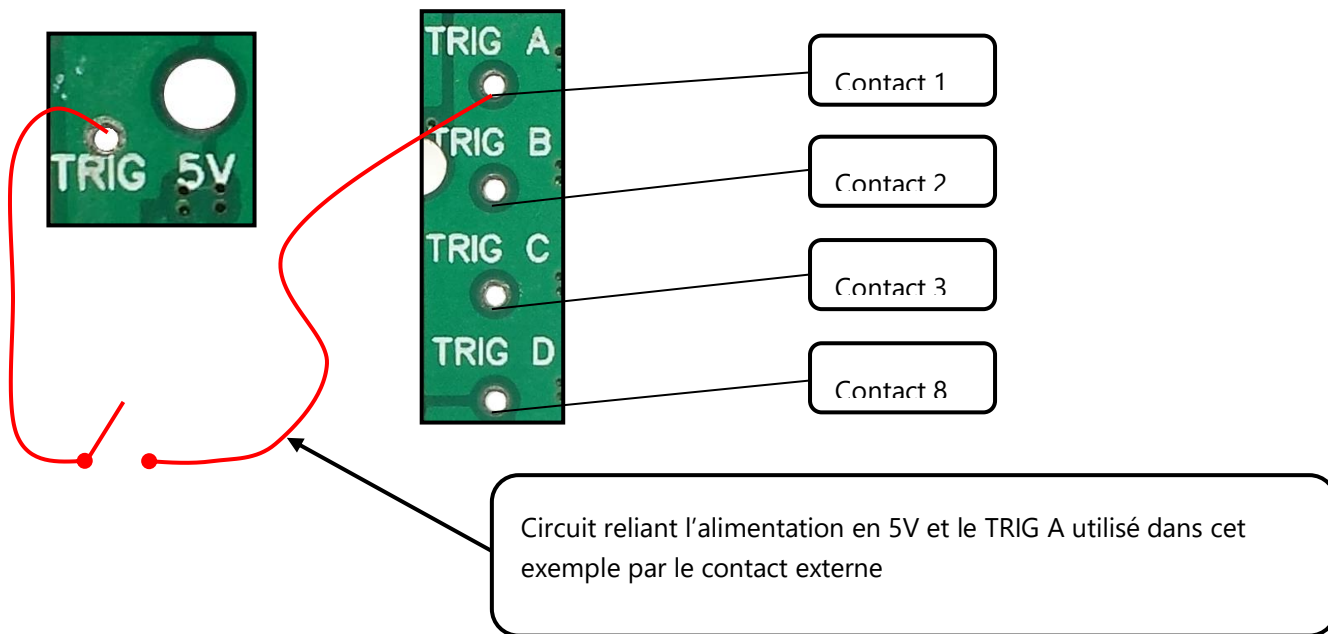 TRIG 5V
TRIG A
TRIG B
TRIG C
TRIG D
Contact 1
Contact 2
Contact 3
Contact 8
Circuit reliant l’alimentation en 5V et le TRIG A utilisé dans cet
exemple par le contact externe